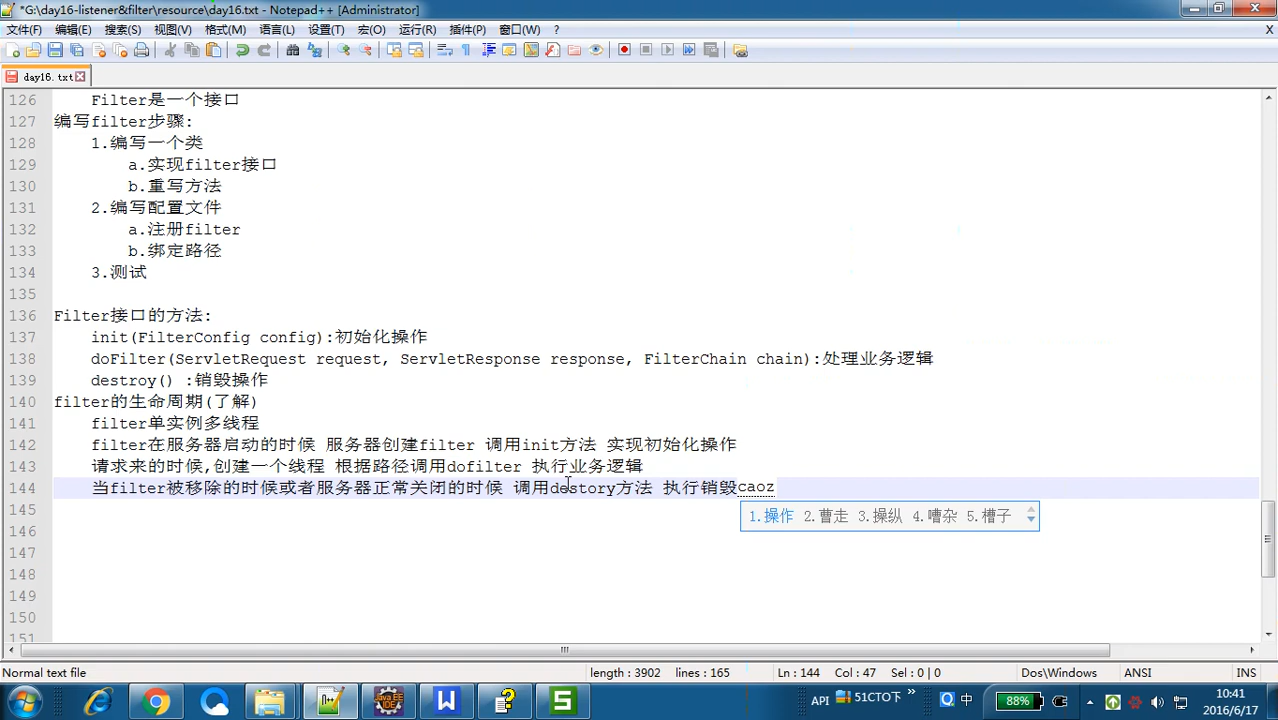 *G:\day16-listener&filter\resource\day16.txt - Notepad++ [Administrator]
文件(F) 编辑(E) 搜索(S) 视图(V) 格式(M) 语言(L) 设置(T) 宏(O) 运行(R) 插件(P) 窗口(W) ? X
day16.txt
126 Filter是一个接口
127 编写filter步骤:
128 1.编写一个类
129 a.实现filter接口
130 b.重写方法
131 2.编写配置文件
132 a.注册filter
133 b.绑定路径
134 3.测试
135
136 Filter接口的方法:
137 init(FilterConfig config):初始化操作
138 doFilter(ServletRequest request, ServletResponse response, FilterChain chain):处理业务逻辑
139 destroy() :销毁操作
140 filter的生命周期(了解)
141 filter单实例多线程
142 filter在服务器启动的时候 服务器创建filter 调用init方法 实现初始化操作
143 请求来的时候,创建一个线程 根据路径调用dofilter 执行业务逻辑
144 当filter被移除的时候或者服务器正常关闭的时候 调用destory方法 执行销毁caoz
145 1.操作 2.曹走 3.操纵 4.嘈杂 5.槽子
146
147
148
149
150
151
Normal text file length : 3902 lines : 165 Ln : 144 Col : 47 Sel : 0 | 0 Dos\Windows ANSI INS
API 51CTO下 » 中 88% 10:41
2016/6/17